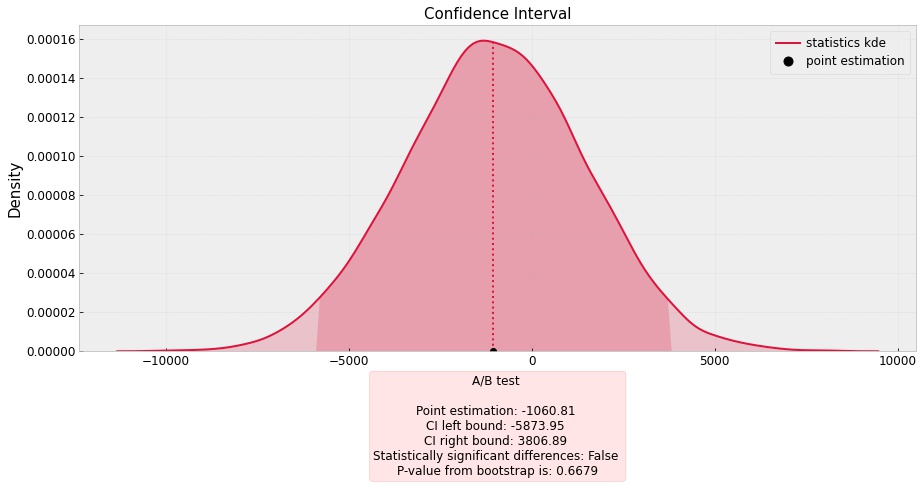 Confidence Interval
statistics kde
point estimation
Density
0.00016
0.00014
0.00012
0.00010
0.00008
0.00006
0.00004
0.00002
0.00000
−10000
−5000
0
5000
10000
A/B test
Point estimation: -1060.81
CI left bound: -5873.95
CI right bound: 3806.89
Statistically significant differences: False
P-value from bootstrap is: 0.6679